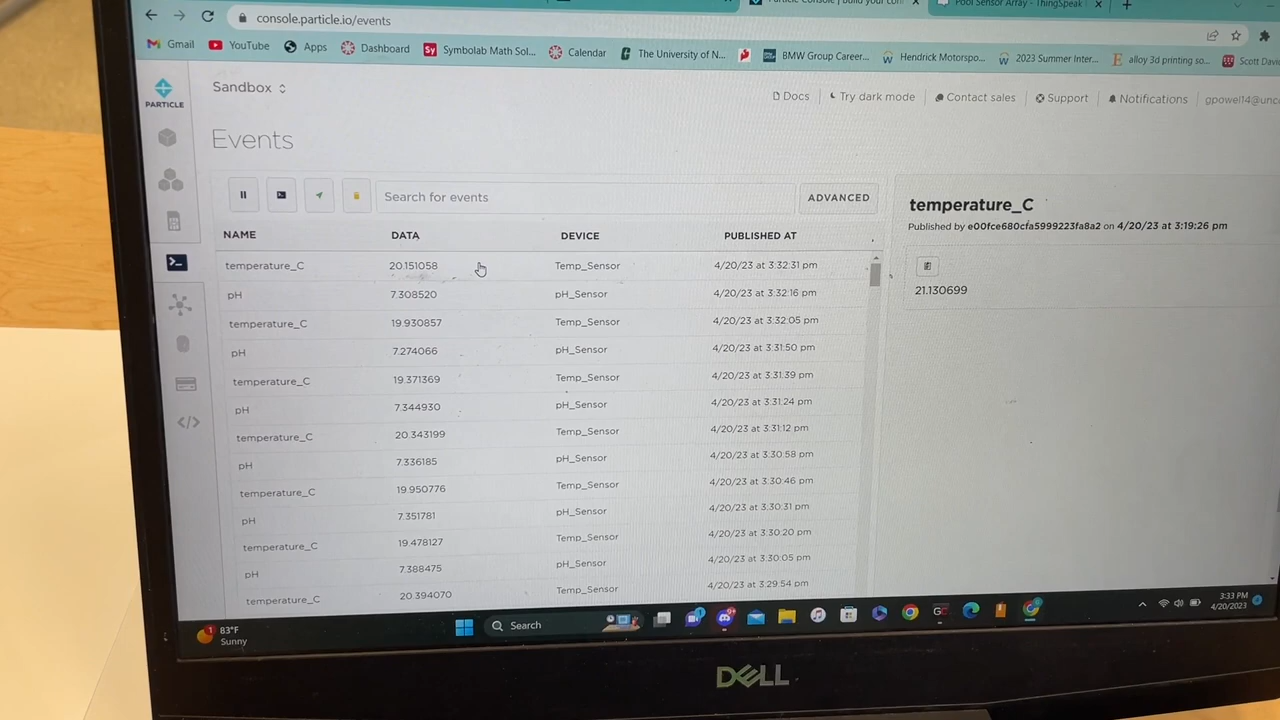 Pool Sensor Array - ThingSpeak
console.particle.io/events
Gmail YouTube Apps Dashboard Sy Symbolab Math Sol... Calendar The University of N... BMW Group Career... Hendrick Motorspo... 2023 Summer Inter... alloy 3d printing so...
PARTICLE
Sandbox
Docs Try dark mode Contact sales Support Notifications
Events
Search for events
ADVANCED
NAME DATA DEVICE PUBLISHED AT
temperature_C 20.151058 Temp_Sensor 4/20/23 at 3:32:31 pm
pH 7.308520 pH_Sensor 4/20/23 at 3:32:16 pm
temperature_C 19.930857 Temp_Sensor 4/20/23 at 3:32:05 pm
pH 7.274066 pH_Sensor 4/20/23 at 3:31:50 pm
temperature_C 19.371369 Temp_Sensor 4/20/23 at 3:31:39 pm
pH 7.344930 pH_Sensor 4/20/23 at 3:31:24 pm
temperature_C 20.343199 Temp_Sensor 4/20/23 at 3:31:12 pm
pH 7.336185 pH_Sensor 4/20/23 at 3:30:58 pm
temperature_C 19.950776 Temp_Sensor 4/20/23 at 3:30:46 pm
pH 7.351781 pH_Sensor 4/20/23 at 3:30:31 pm
temperature_C 19.478127 Temp_Sensor 4/20/23 at 3:30:20 pm
pH 7.388475 pH_Sensor 4/20/23 at 3:30:05 pm
temperature_C 20.394070 Temp_Sensor 4/20/23 at 3:29:54 pm
temperature_C
Published by e00fce680cfa5999223fa8a2 on 4/20/23 at 3:19:26 pm
21.130699
83°F
Sunny
Search
3:33 PM
4/20/2023
DELL